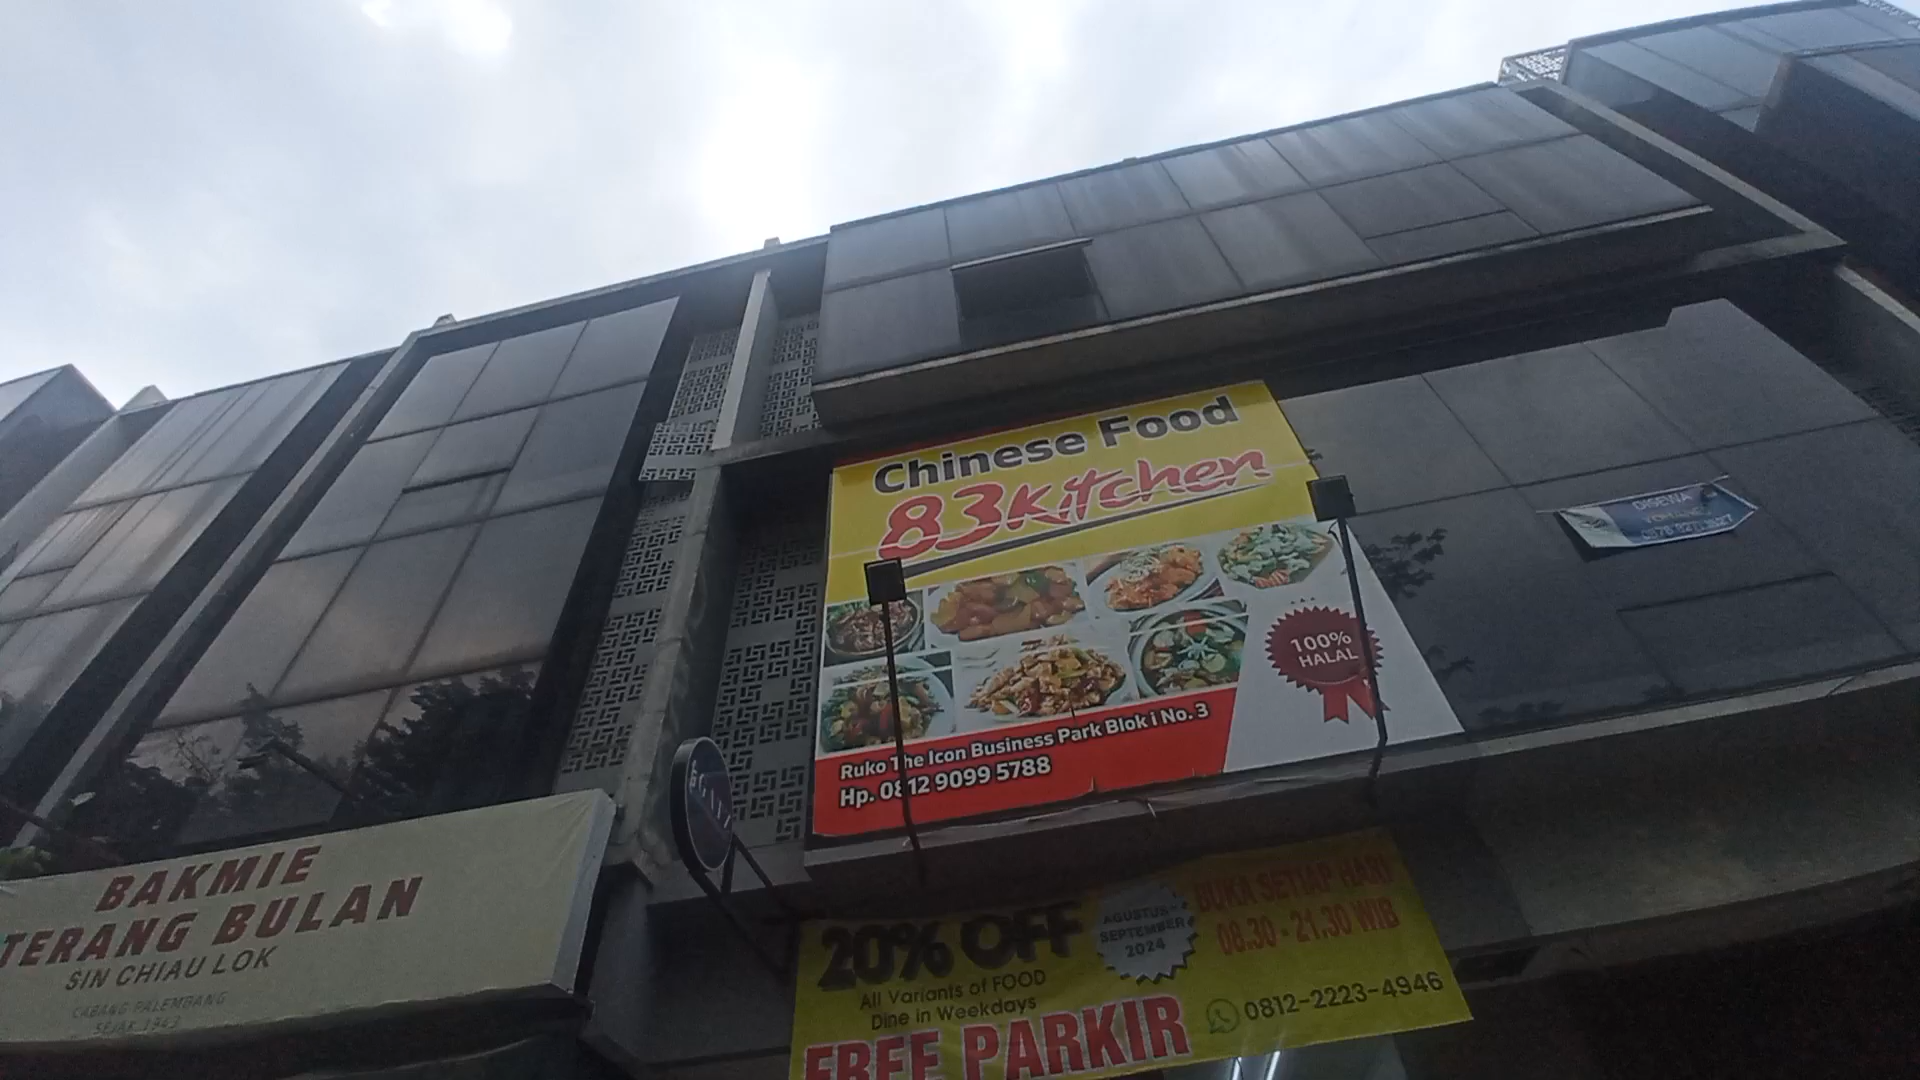 Chinese Food
83Kitchen
100%
HALAL
Ruko The Icon Business Park Blok i No. 3
Hp. 0812 9099 5788
DISEWA
BAKMIE
TERANG BULAN
SIN CHIAU LOK
CABANG PALEMBANG
SEJAK 1943
20% OFF
All Variants of FOOD
Dine in Weekdays
FREE PARKIR
AGUSTUS -
SEPTEMBER
2024
BUKA SETIAP HARI
08.30 - 21.30 WIB
0812-2223-4946